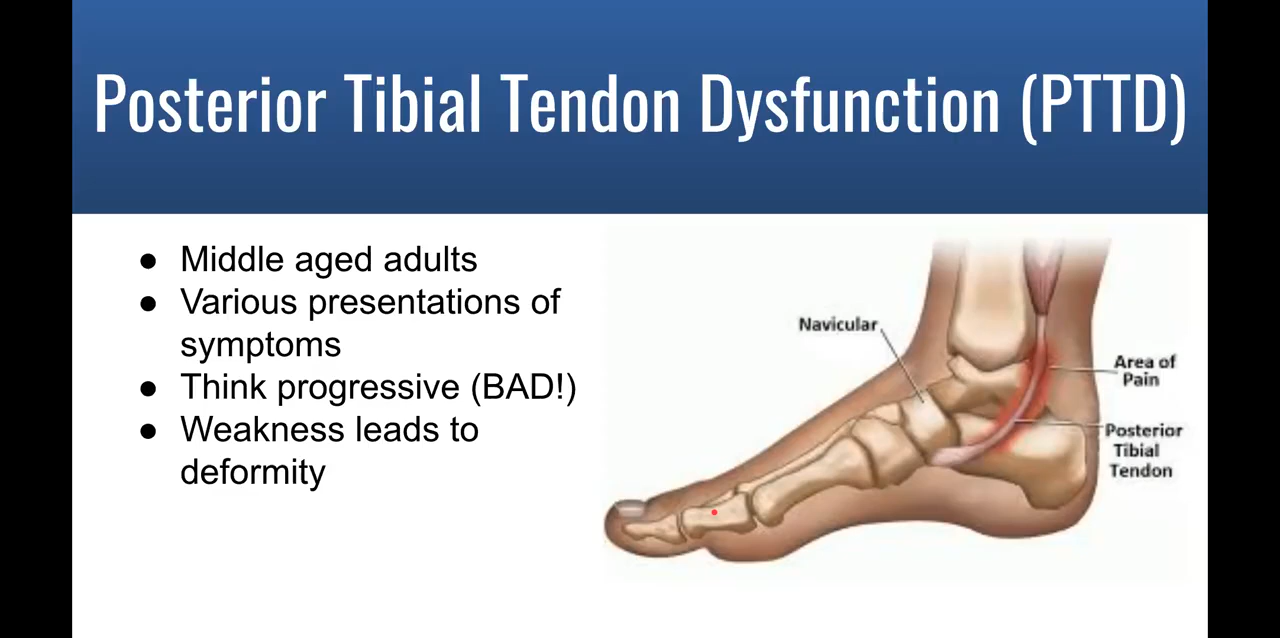 Posterior Tibial Tendon Dysfunction (PTTD)
● Middle aged adults
● Various presentations of
symptoms
● Think progressive (BAD!)
● Weakness leads to
deformity
Navicular
Area of
Pain
Posterior
Tibial
Tendon